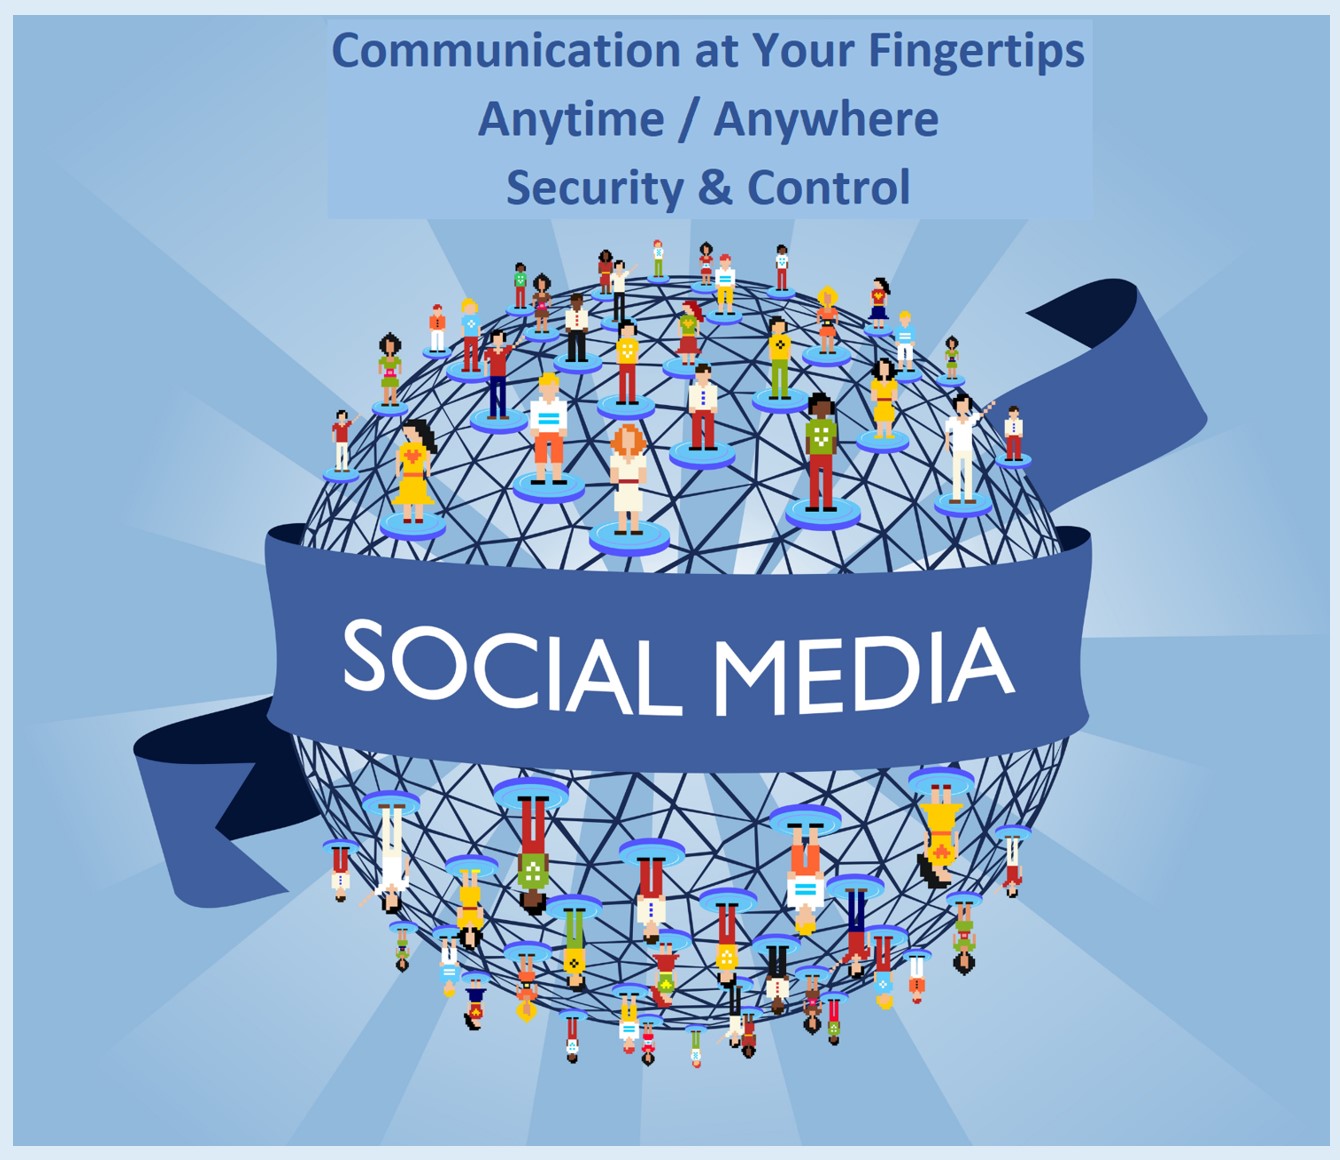 Communication at Your Fingertips
Anytime / Anywhere
Security & Control
SOCIAL MEDIA